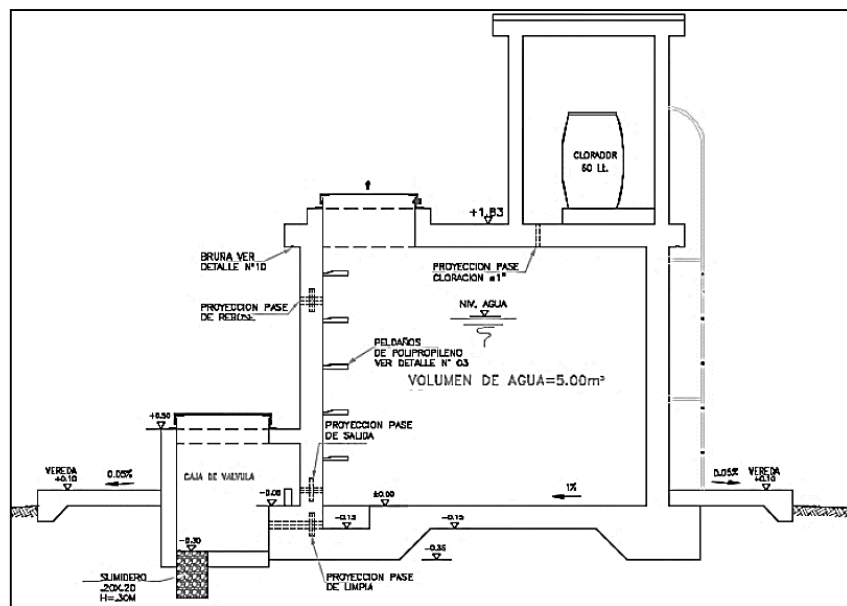 CLORADOR
60 Lt.
+1.83
BRUÑA VER
DETALLE N°10
PROYECCION PASE
CLORACION ø1"
PROYECCION PASE
DE REBOSE
NIV. AGUA
PELDAÑOS
DE POLIPROPILENO
VER DETALLE N° 03
VOLUMEN DE AGUA=5.00m³
+0.50
PROYECCION PASE
DE SALIDA
VEREDA
+0.10
0.05%
CAJA DE VALVULA
±0.00
1%
0.05%
VEREDA
+0.10
-0.15
-0.15
-0.30
-0.35
SUMIDERO
.20X.20
H=.30M
PROYECCION PASE
DE LIMPIA